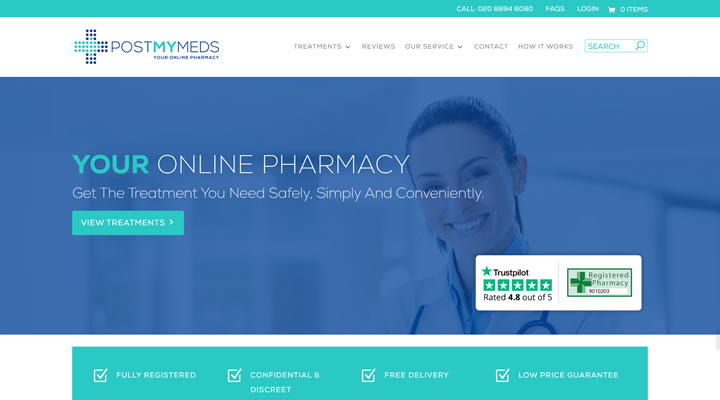 CALL: 020 8894 6080 FAQS LOGIN 0 ITEMS
POSTMYMEDS
YOUR ONLINE PHARMACY
TREATMENTS REVIEWS OUR SERVICE CONTACT HOW IT WORKS SEARCH
YOUR ONLINE PHARMACY
Get The Treatment You Need Safely, Simply And Conveniently.
VIEW TREATMENTS
Trustpilot
Rated 4.8 out of 5
Registered
Pharmacy
9010203
FULLY REGISTERED
CONFIDENTIAL &
DISCREET
FREE DELIVERY
LOW PRICE GUARANTEE